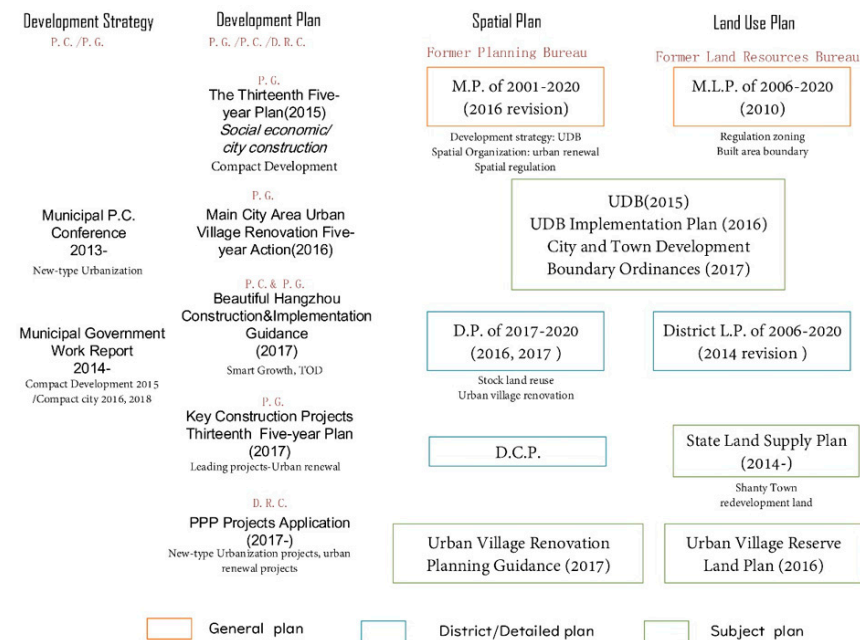 Development Strategy
P. C. /P. G.
Development Plan
P. G. /P. C. /D. R. C.
Spatial Plan
Former Planning Bureau
Land Use Plan
Former Land Resources Bureau
Municipal P.C.
Conference
2013-
New-type Urbanization
Municipal Government
Work Report
2014-
Compact Development 2015
/Compact city 2016, 2018
P. G.
The Thirteenth Five-
year Plan(2015)
Social economic/
city construction
Compact Development
P. G.
Main City Area Urban
Village Renovation Five-
year Action(2016)
P. C. & P. G.
Beautiful Hangzhou
Construction&Implementation
Guidance
(2017)
Smart Growth, TOD
P. G.
Key Construction Projects
Thirteenth Five-year Plan
(2017)
Leading projects-Urban renewal
D. R. C.
PPP Projects Application
(2017-)
New-type Urbanization projects, urban
renewal projects
M.P. of 2001-2020
(2016 revision)
Development strategy: UDB
Spatial Organization: urban renewal
Spatial regulation
M.L.P. of 2006-2020
(2010)
Regulation zoning
Built area boundary
UDB(2015)
UDB Implementation Plan (2016)
City and Town Development
Boundary Ordinances (2017)
D.P. of 2017-2020
(2016, 2017 )
Stock land reuse
Urban village renovation
District L.P. of 2006-2020
(2014 revision )
D.C.P.
State Land Supply Plan
(2014-)
Shanty Town
redevelopment land
Urban Village Renovation
Planning Guidance (2017)
Urban Village Reserve
Land Plan (2016)
General plan
District/Detailed plan
Subject plan